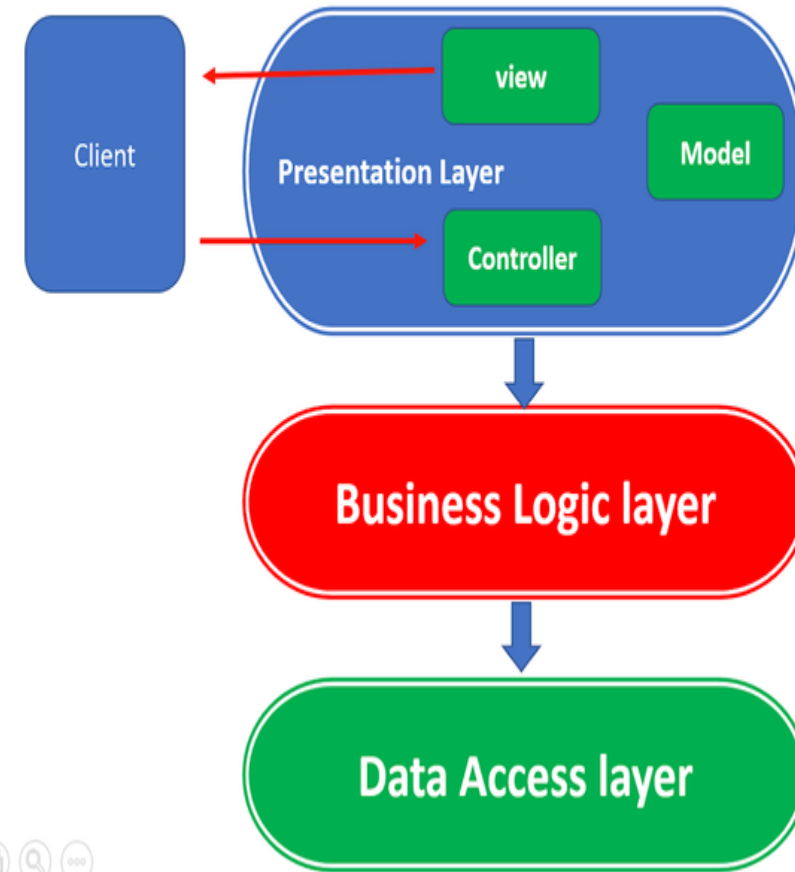 Client
view
Presentation Layer
Model
Controller
Business Logic layer
Data Access layer